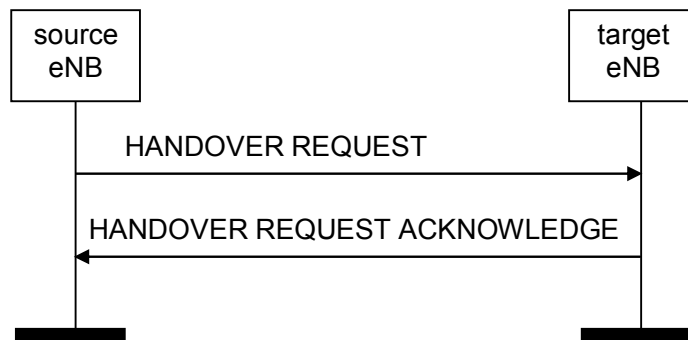 source
eNB
target
eNB
HANDOVER REQUEST
HANDOVER REQUEST ACKNOWLEDGE